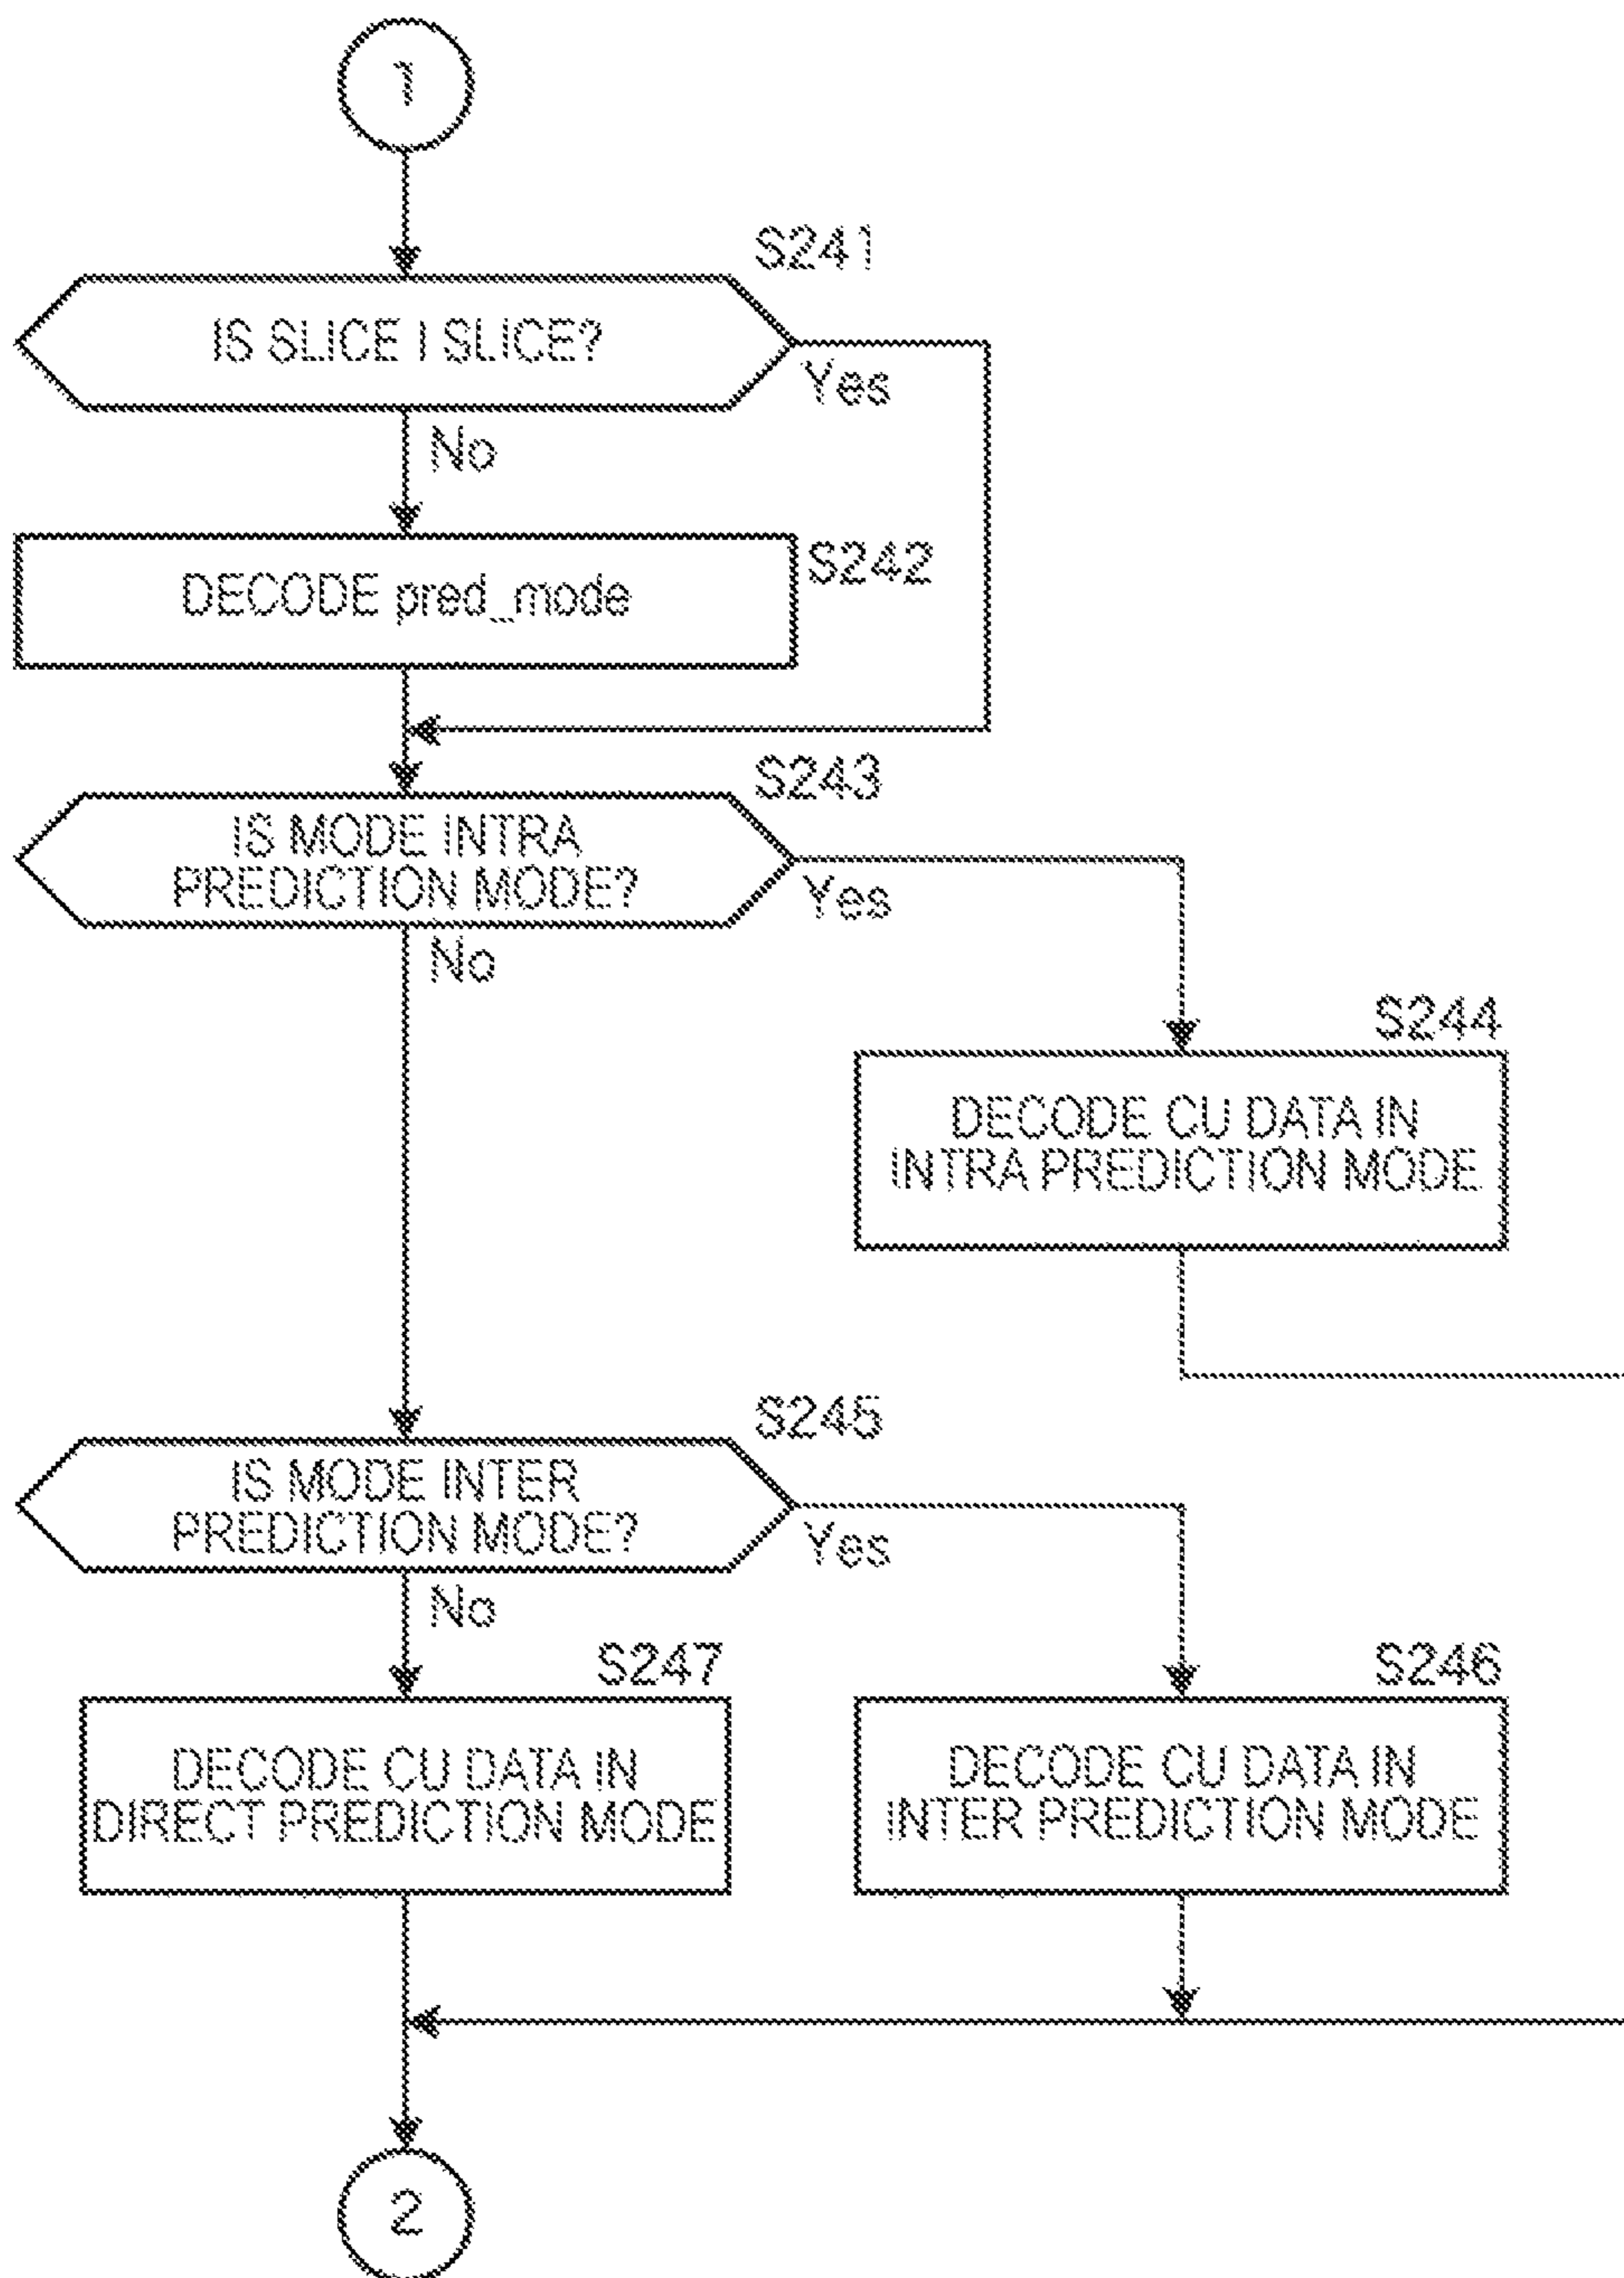 1
S241
IS SLICE I SLICE?
Yes
No
S242
DECODE pred_mode
S243
IS MODE INTRA
PREDICTION MODE?
Yes
No
S244
DECODE CU DATA IN
INTRA PREDICTION MODE
S245
IS MODE INTER
PREDICTION MODE?
Yes
No
S247
DECODE CU DATA IN
DIRECT PREDICTION MODE
S246
DECODE CU DATA IN
INTER PREDICTION MODE
2